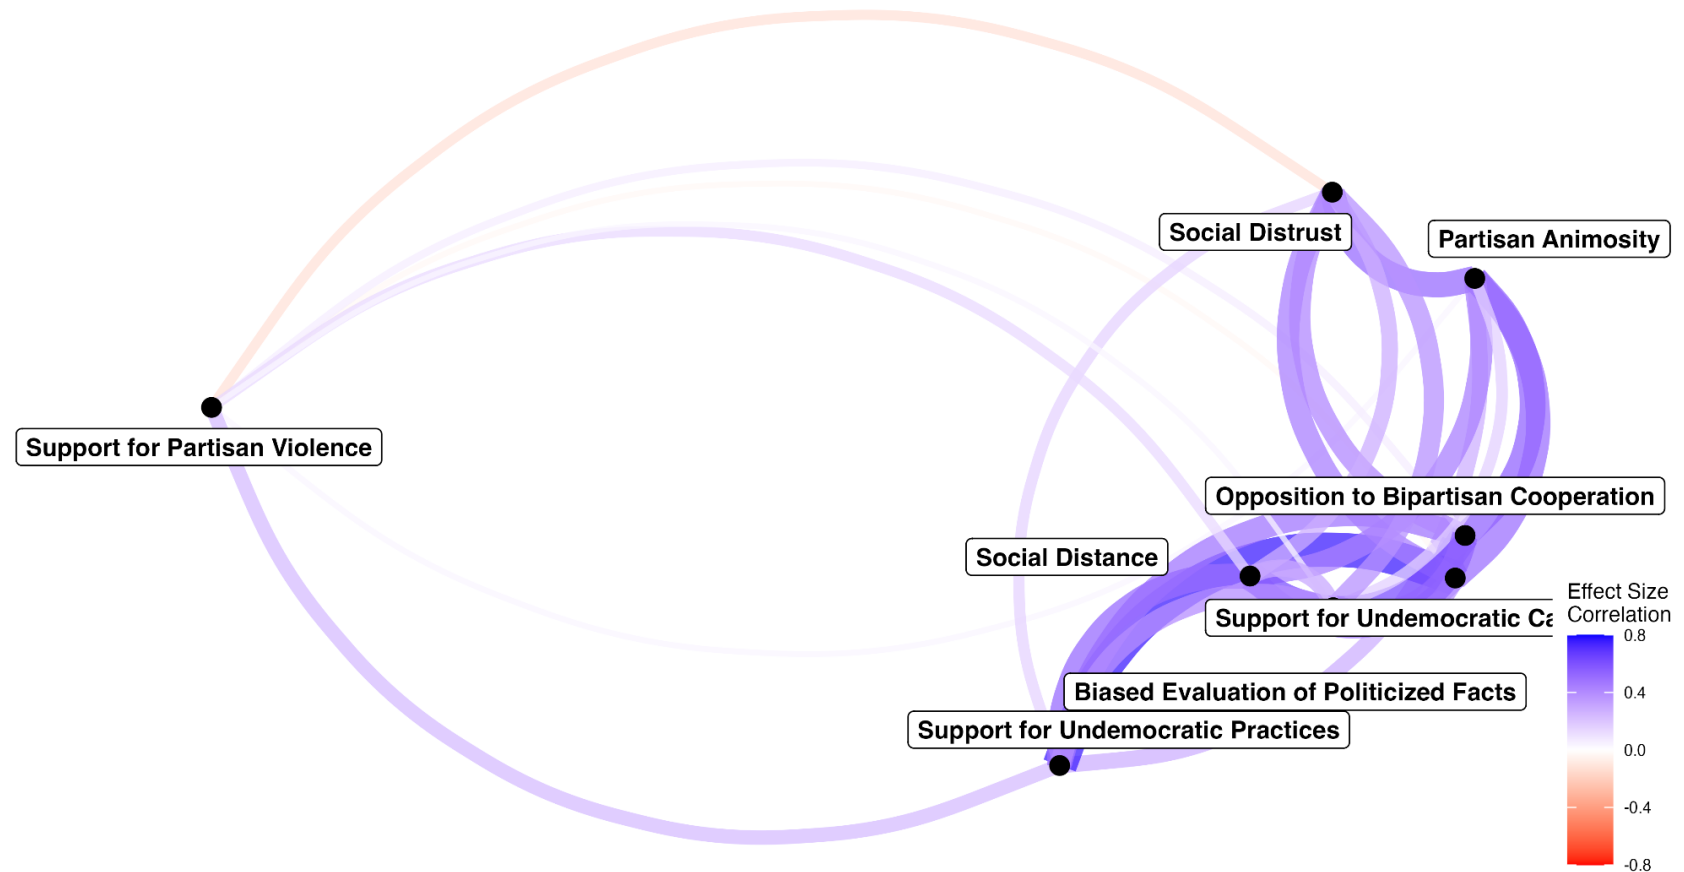 Social Distrust
Partisan Animosity
Support for Partisan Violence
Opposition to Bipartisan Cooperation
Social Distance
Support for Undemocratic Ca
Biased Evaluation of Politicized Facts
Support for Undemocratic Practices
Effect Size
Correlation
0.8
0.4
0.0
-0.4
-0.8